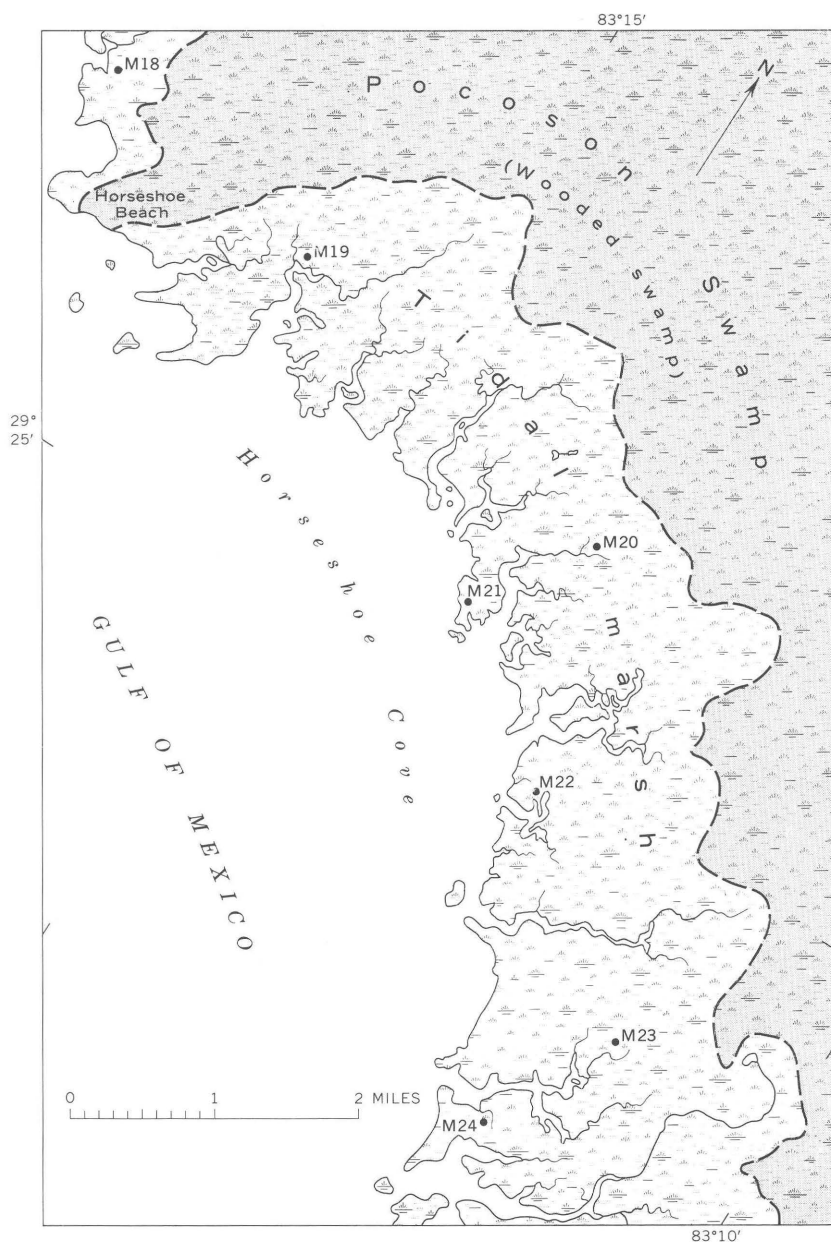 83°15′
M18
N
Pocoson Swamp
(Wooded swamp)
Horseshoe
Beach
M19
Tidal marsh
29°
25′
Horseshoe Cove
M20
M21
GULF OF MEXICO
M22
M23
0 1 2 MILES
M24
83°10′